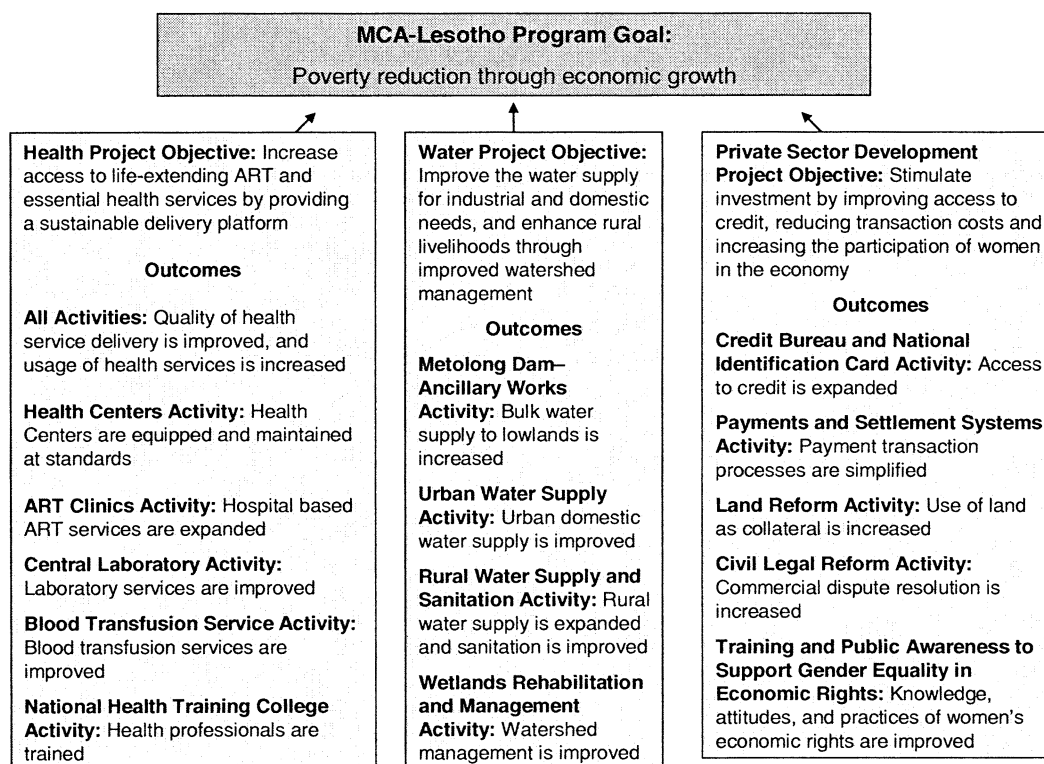 MCA-Lesotho Program Goal:
Poverty reduction through economic growth
Health Project Objective: Increase
access to life-extending ART and
essential health services by providing
a sustainable delivery platform
Outcomes
All Activities: Quality of health
service delivery is improved, and
usage of health services is increased
Health Centers Activity: Health
Centers are equipped and maintained
at standards
ART Clinics Activity: Hospital based
ART services are expanded
Central Laboratory Activity:
Laboratory services are improved
Blood Transfusion Service Activity:
Blood transfusion services are
improved
National Health Training College
Activity: Health professionals are
trained
Water Project Objective:
Improve the water supply
for industrial and domestic
needs, and enhance rural
livelihoods through
improved watershed
management
Outcomes
Metolong Dam–
Ancillary Works
Activity: Bulk water
supply to lowlands is
increased
Urban Water Supply
Activity: Urban domestic
water supply is improved
Rural Water Supply and
Sanitation Activity: Rural
water supply is expanded
and sanitation is improved
Wetlands Rehabilitation
and Management
Activity: Watershed
management is improved
Private Sector Development
Project Objective: Stimulate
investment by improving access to
credit, reducing transaction costs and
increasing the participation of women
in the economy
Outcomes
Credit Bureau and National
Identification Card Activity: Access
to credit is expanded
Payments and Settlement Systems
Activity: Payment transaction
processes are simplified
Land Reform Activity: Use of land
as collateral is increased
Civil Legal Reform Activity:
Commercial dispute resolution is
increased
Training and Public Awareness to
Support Gender Equality in
Economic Rights: Knowledge,
attitudes, and practices of women's
economic rights are improved